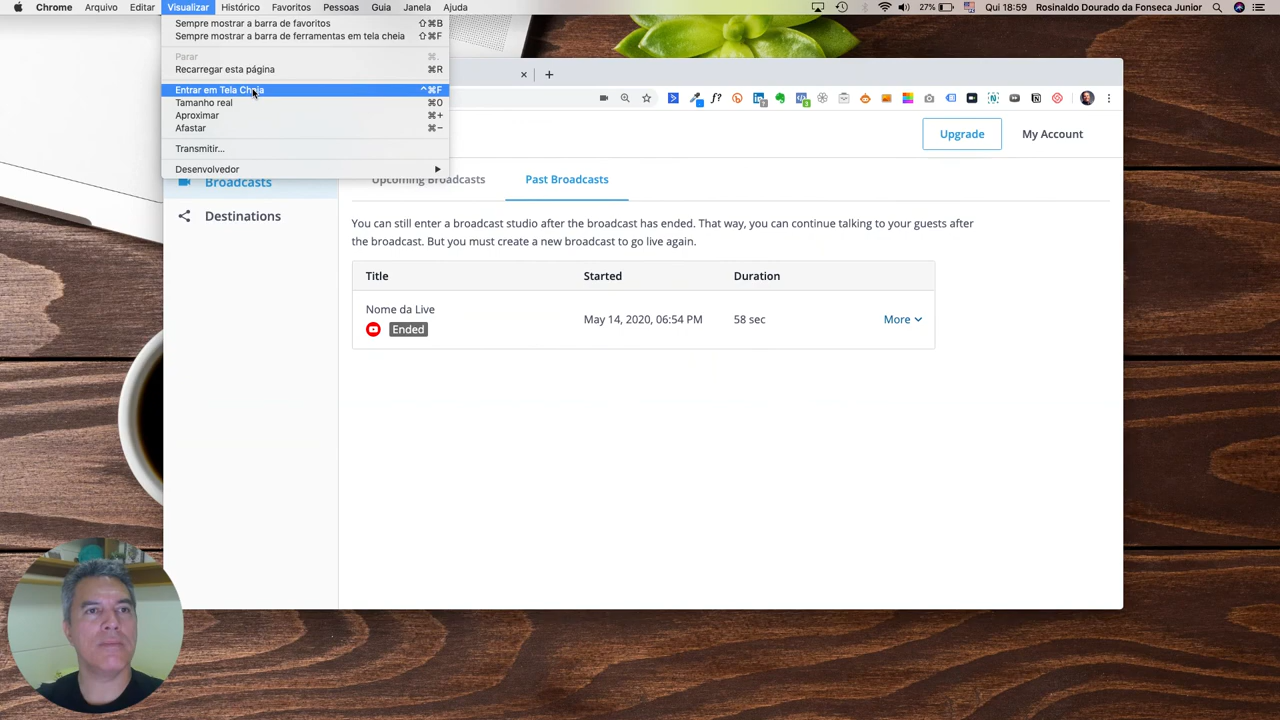 Chrome Arquivo Editar Visualizar Histórico Favoritos Pessoas Guia Janela Ajuda 27% Qui 18:59 Rosinaldo Dourado da Fonseca Junior
Sempre mostrar a barra de favoritos ⇧⌘B
Sempre mostrar a barra de ferramentas em tela cheia ⇧⌘F
Parar ⌘.
Recarregar esta página ⌘R
Entrar em Tela Cheia ^⌘F
Tamanho real ⌘0
Aproximar ⌘+
Afastar ⌘−
Transmitir...
Desenvolvedor
Upgrade My Account
Broadcasts
Destinations
Upcoming Broadcasts Past Broadcasts
You can still enter a broadcast studio after the broadcast has ended. That way, you can continue talking to your guests after
the broadcast. But you must create a new broadcast to go live again.
Title Started Duration
Nome da Live
Ended
May 14, 2020, 06:54 PM 58 sec More